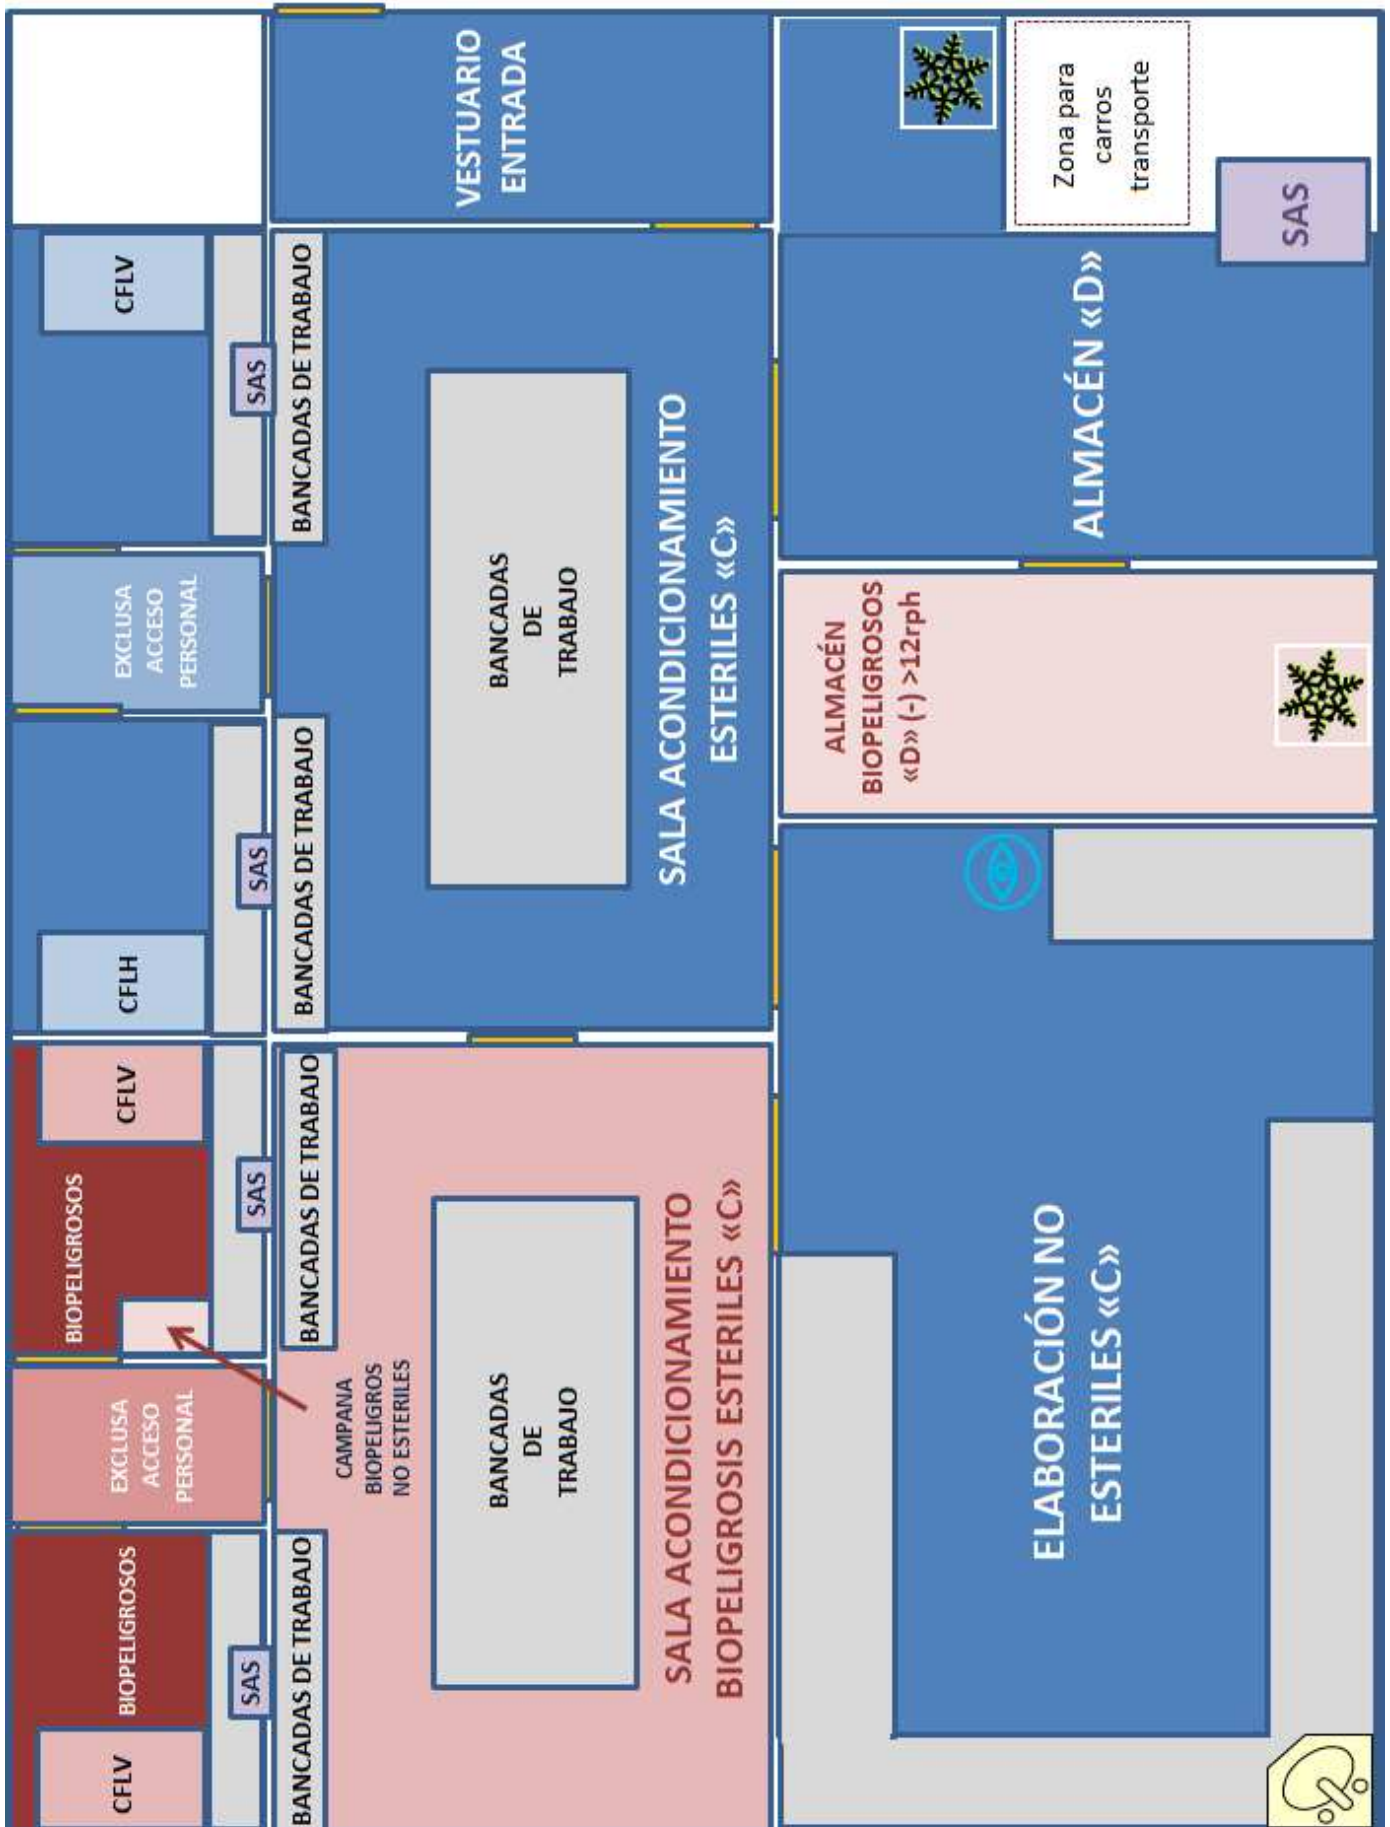 CFLV
BIOPELIGROSOS
EXCLUSA
ACCESO
PERSONAL
BIOPELIGROSOS
CFLV
CFLH
EXCLUSA
ACCESO
PERSONAL
CFLV
SAS
SAS
SAS
SAS
BANCADAS DE TRABAJO
BANCADAS DE TRABAJO
BANCADAS DE TRABAJO
BANCADAS DE TRABAJO
CAMPANA
BIOPELIGROS
NO ESTERILES
BANCADAS
DE
TRABAJO
SALA ACONDICIONAMIENTO
BIOPELIGROSIS ESTERILES «C»
BANCADAS
DE
TRABAJO
SALA ACONDICIONAMIENTO
ESTERILES «C»
VESTUARIO
ENTRADA
ELABORACIÓN NO
ESTERILES «C»
ALMACÉN
BIOPELIGROSOS
«D» (-) >12rph
ALMACÉN «D»
Zona para
carros
transporte
SAS